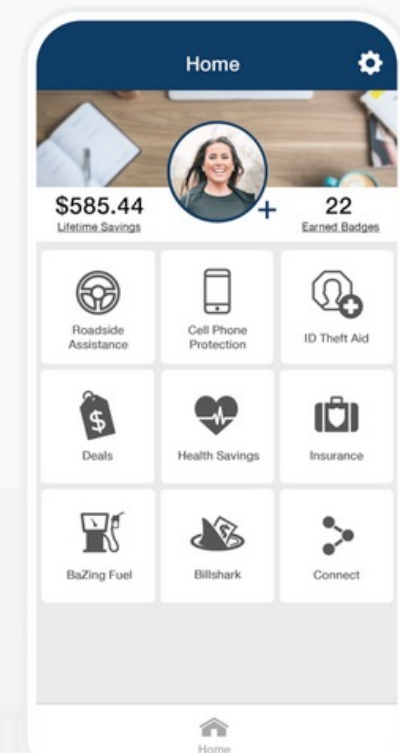 Home
$585.44
Lifetime Savings
22
Earned Badges
Roadside
Assistance
Cell Phone
Protection
ID Theft Aid
$
Deals
Health Savings
Insurance
BaZing Fuel
$
Billshark
Connect
Home